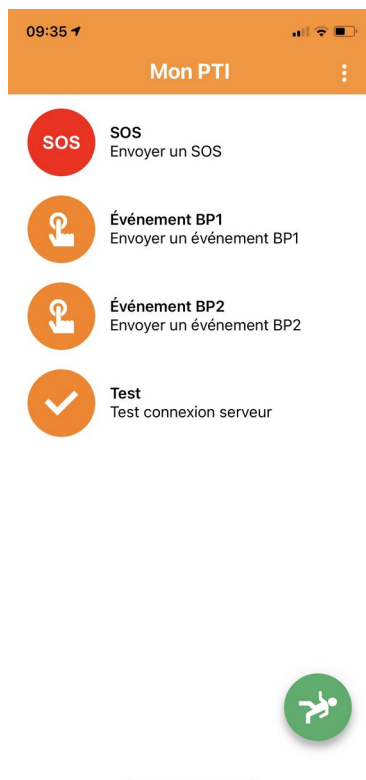 09:35
Mon PTI
SOS
SOS
Envoyer un SOS
Événement BP1
Envoyer un événement BP1
Événement BP2
Envoyer un événement BP2
Test
Test connexion serveur